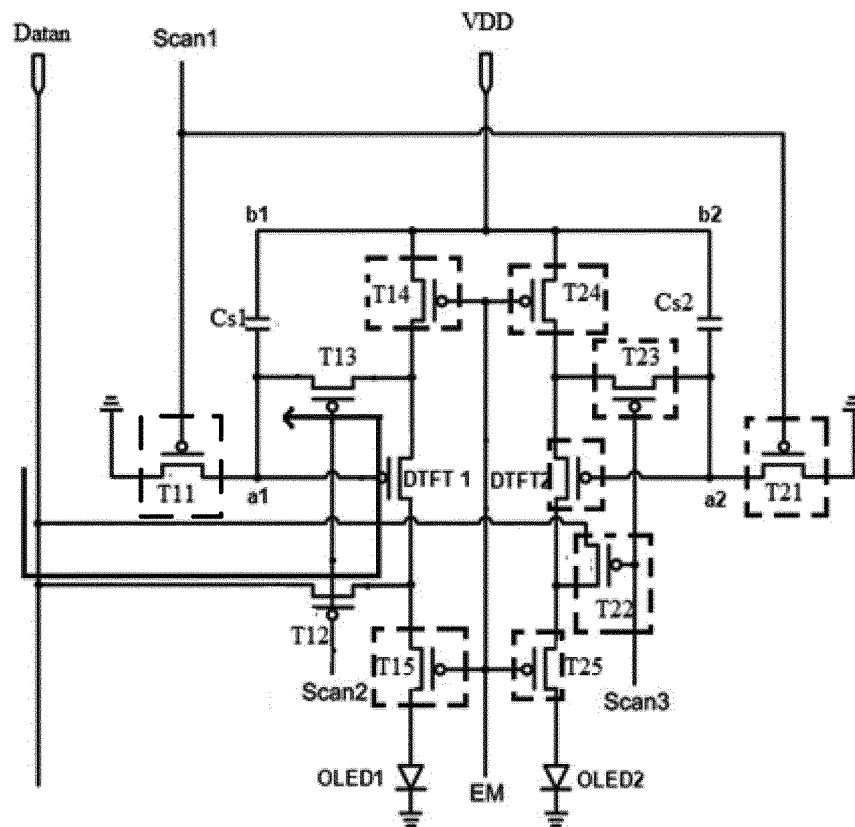 Datan
Scan1
VDD
b1
b2
T14
T24
Cs1
Cs2
T13
T23
DTFT 1
DTFT2
T11
a1
a2
T21
T22
T12
T15
T25
Scan2
Scan3
OLED1
EM
OLED2